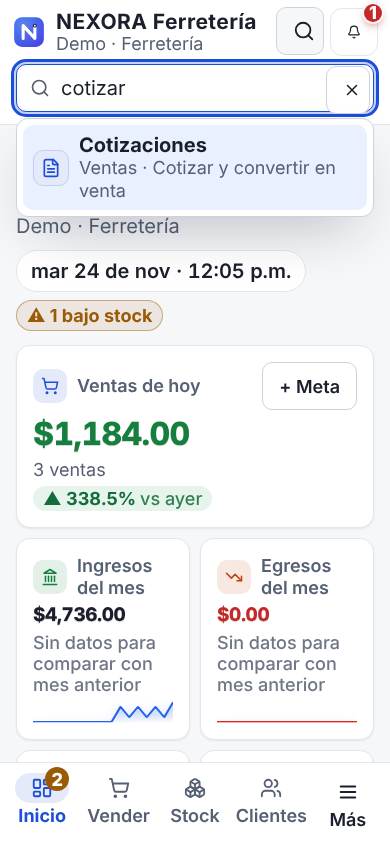 N
NEXORA Ferretería
Demo · Ferretería
1
cotizar
Cotizaciones
Ventas · Cotizar y convertir en
venta
Demo · Ferretería
mar 24 de nov · 12:05 p.m.
1 bajo stock
Ventas de hoy
+ Meta
$1,184.00
3 ventas
▲ 338.5% vs ayer
Ingresos
del mes
$4,736.00
Sin datos para
comparar con
mes anterior
Egresos
del mes
$0.00
Sin datos para
comparar con
mes anterior
2
Inicio
Vender
Stock
Clientes
Más